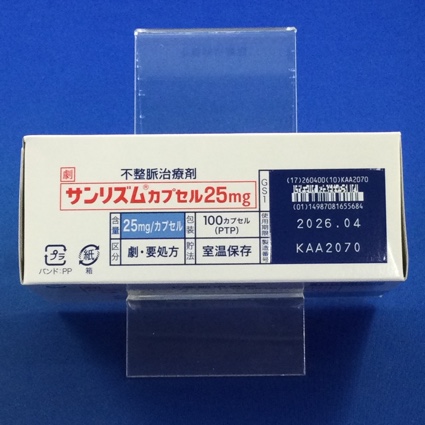 劇
不整脈治療剤
サンリズム®カプセル25mg
含量 25mg/カプセル 包装 100カプセル(PTP)
区分 劇・要処方 貯法 室温保存
プラ
バンド:PP
紙
箱
GS1
(17)260400(10)KAA2070
(01)14987081655684
使用期限 2026.04
製造番号 KAA2070